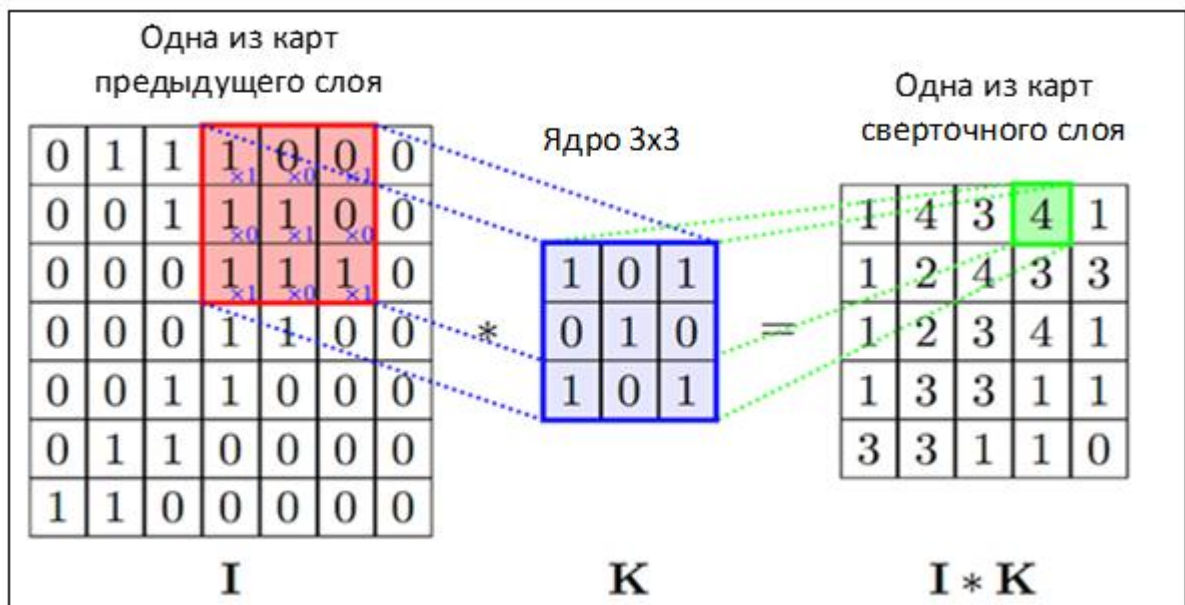 Одна из карт
предыдущего слоя
Ядро 3х3
Одна из карт
сверточного слоя
0 1 1 1×1 0×0 0×1 0
0 0 1 1×0 1×1 0×0 0
0 0 0 1×1 1×0 1×1 0
0 0 0 1 1 0 0
0 0 1 1 0 0 0
0 1 1 0 0 0 0
1 1 0 0 0 0 0
I
*
1 0 1
0 1 0
1 0 1
K
=
1 4 3 4 1
1 2 4 3 3
1 2 3 4 1
1 3 3 1 1
3 3 1 1 0
I * K